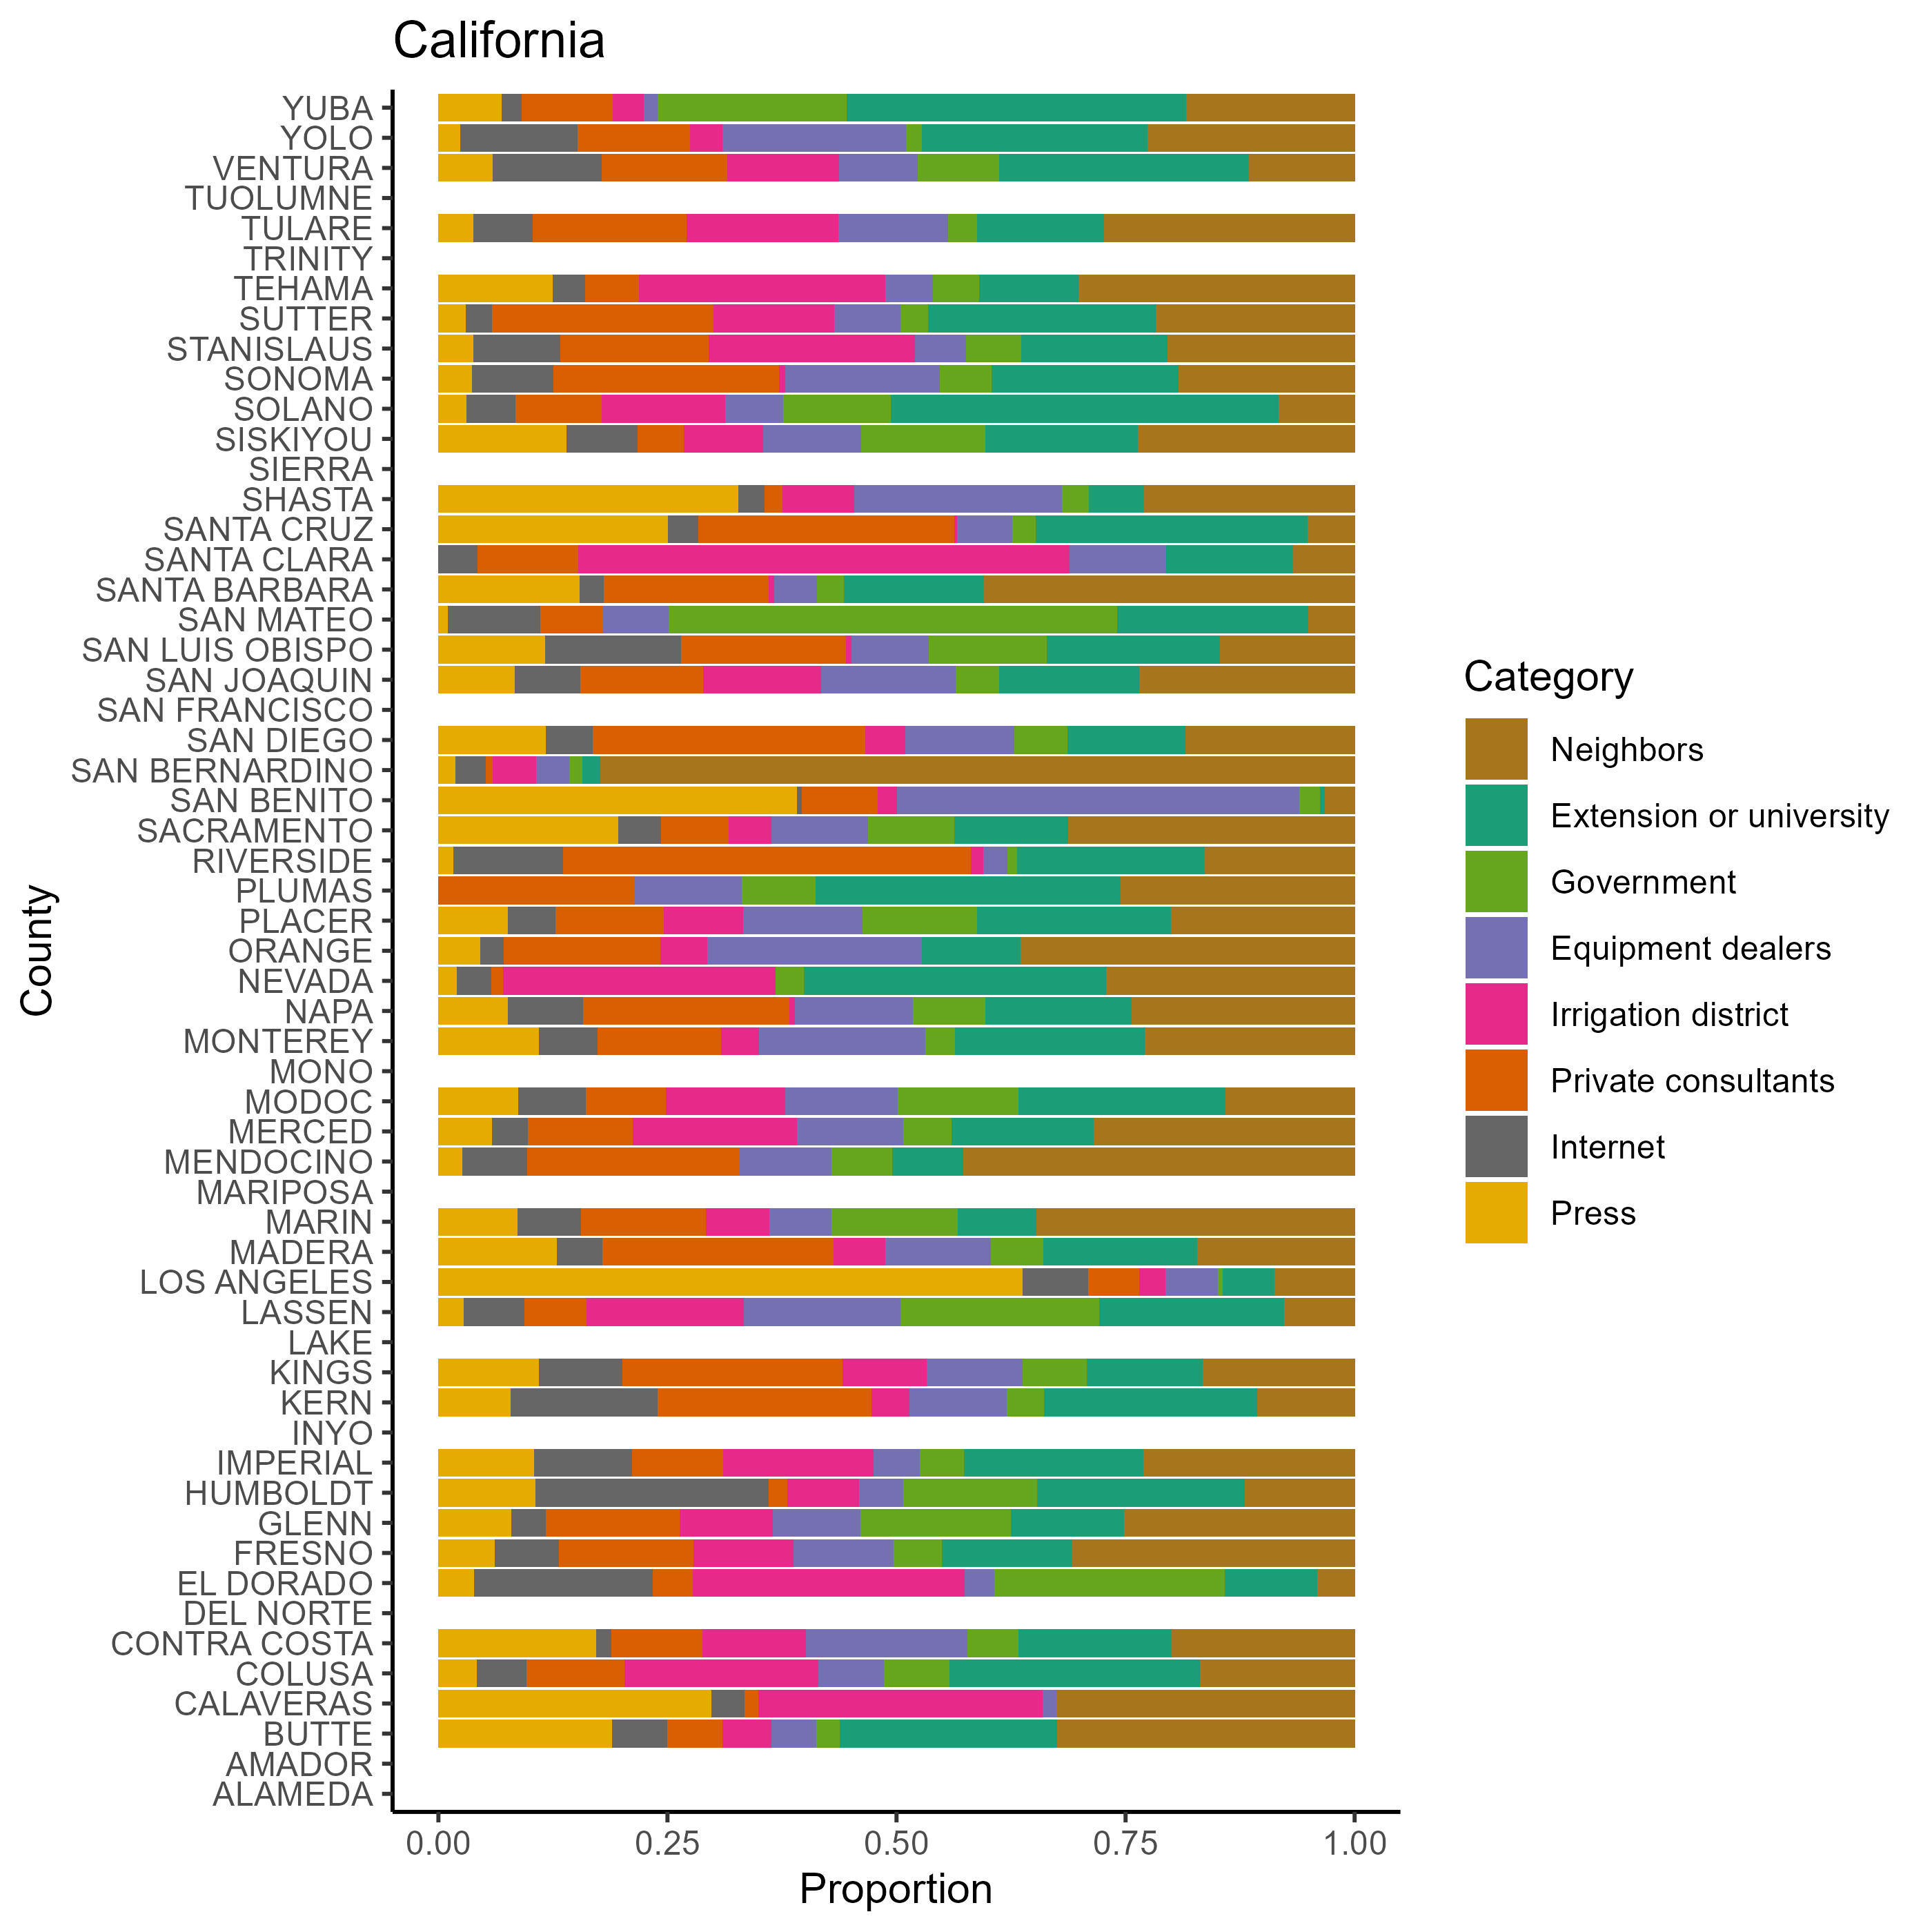 California
YUBA
YOLO
VENTURA
TUOLUMNE
TULARE
TRINITY
TEHAMA
SUTTER
STANISLAUS
SONOMA
SOLANO
SISKIYOU
SIERRA
SHASTA
SANTA CRUZ
SANTA CLARA
SANTA BARBARA
SAN MATEO
SAN LUIS OBISPO
SAN JOAQUIN
SAN FRANCISCO
SAN DIEGO
SAN BERNARDINO
SAN BENITO
SACRAMENTO
RIVERSIDE
PLUMAS
PLACER
ORANGE
NEVADA
NAPA
MONTEREY
MONO
MODOC
MERCED
MENDOCINO
MARIPOSA
MARIN
MADERA
LOS ANGELES
LASSEN
LAKE
KINGS
KERN
INYO
IMPERIAL
HUMBOLDT
GLENN
FRESNO
EL DORADO
DEL NORTE
CONTRA COSTA
COLUSA
CALAVERAS
BUTTE
AMADOR
ALAMEDA
County
0.00 0.25 0.50 0.75 1.00
Proportion
Category
Neighbors
Extension or university
Government
Equipment dealers
Irrigation district
Private consultants
Internet
Press